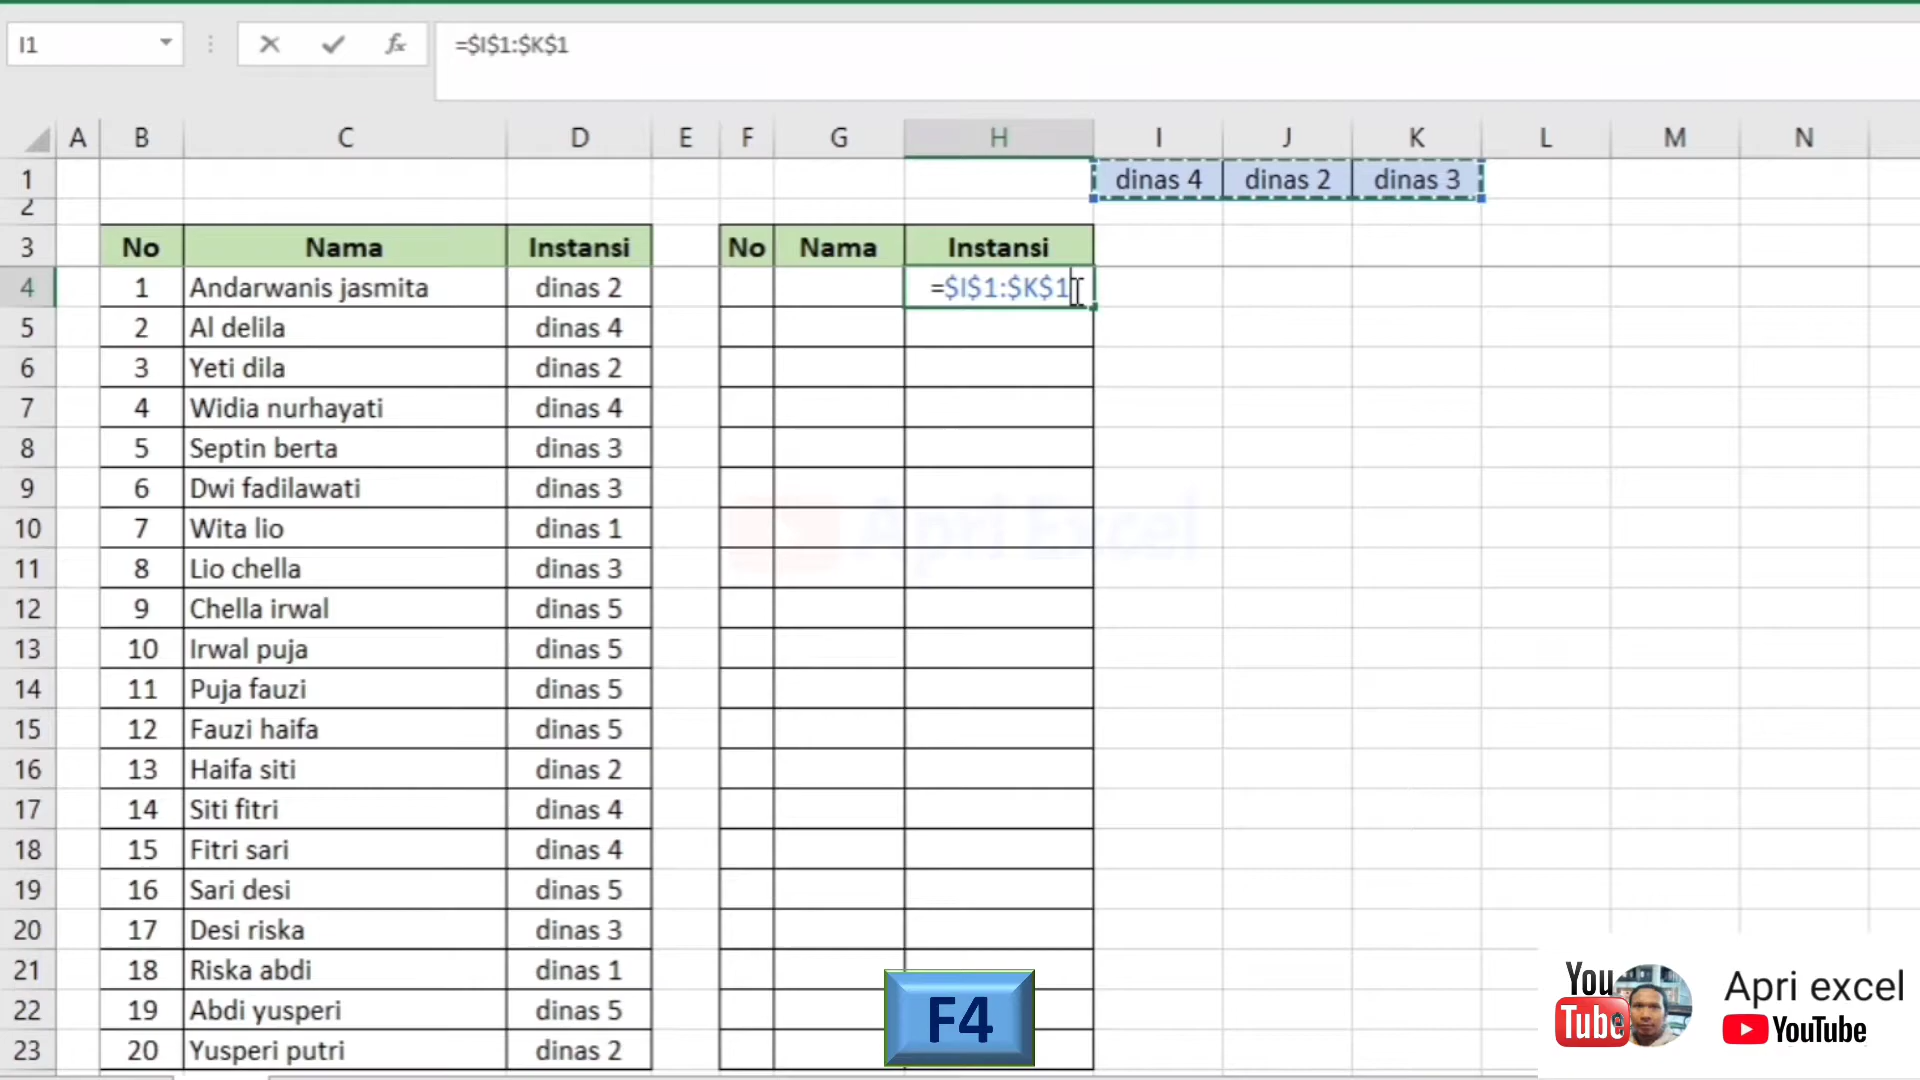 I1 =$I$1:$K$1
A B C D E F G H I J K L M N
1 dinas 4 dinas 2 dinas 3
2
3 No Nama Instansi No Nama Instansi
4 1 Andarwanis jasmita dinas 2 =$I$1:$K$1
5 2 Al delila dinas 4
6 3 Yeti dila dinas 2
7 4 Widia nurhayati dinas 4
8 5 Septin berta dinas 3
9 6 Dwi fadilawati dinas 3
10 7 Wita lio dinas 1
Apri Excel
11 8 Lio chella dinas 3
12 9 Chella irwal dinas 5
13 10 Irwal puja dinas 5
14 11 Puja fauzi dinas 5
15 12 Fauzi haifa dinas 5
16 13 Haifa siti dinas 2
17 14 Siti fitri dinas 4
18 15 Fitri sari dinas 4
19 16 Sari desi dinas 5
20 17 Desi riska dinas 3
21 18 Riska abdi dinas 1
22 19 Abdi yusperi dinas 5
23 20 Yusperi putri dinas 2
F4
You
Tube
Apri excel
YouTube